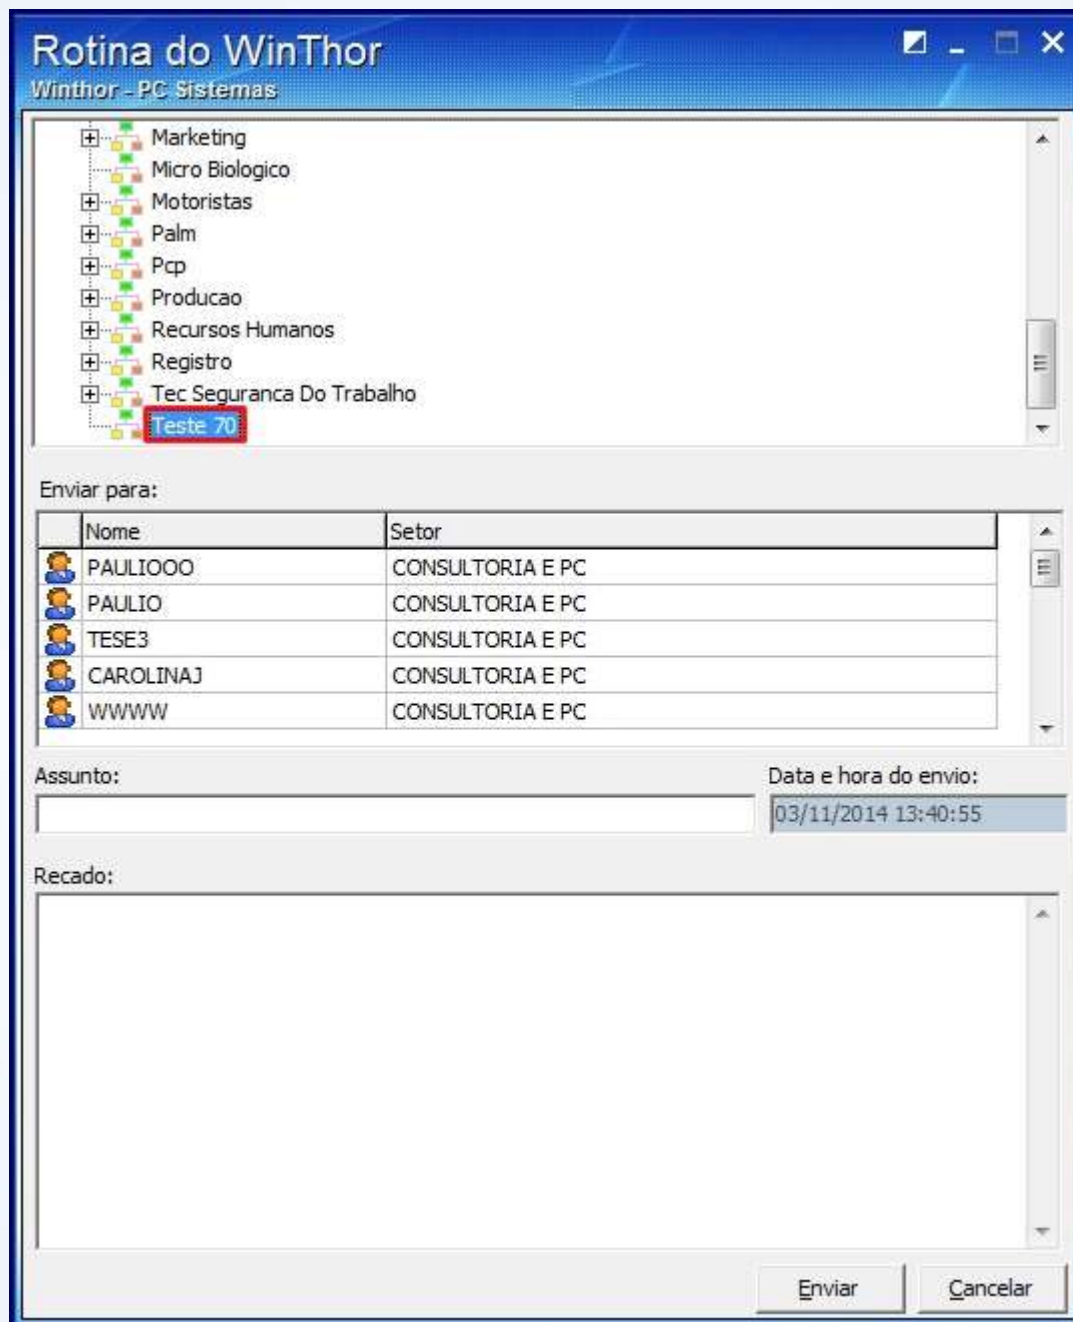 Rotina do WinThor
Winthor - PC Sistemas
Marketing
Micro Biologico
Motoristas
Palm
Pcp
Producao
Recursos Humanos
Registro
Tec Seguranca Do Trabalho
Teste 70
Enviar para:
Nome Setor
PAULIOOO CONSULTORIA E PC
PAULIO CONSULTORIA E PC
TESE3 CONSULTORIA E PC
CAROLINAJ CONSULTORIA E PC
WWWW CONSULTORIA E PC
Assunto: Data e hora do envio:
03/11/2014 13:40:55
Recado:
Enviar Cancelar